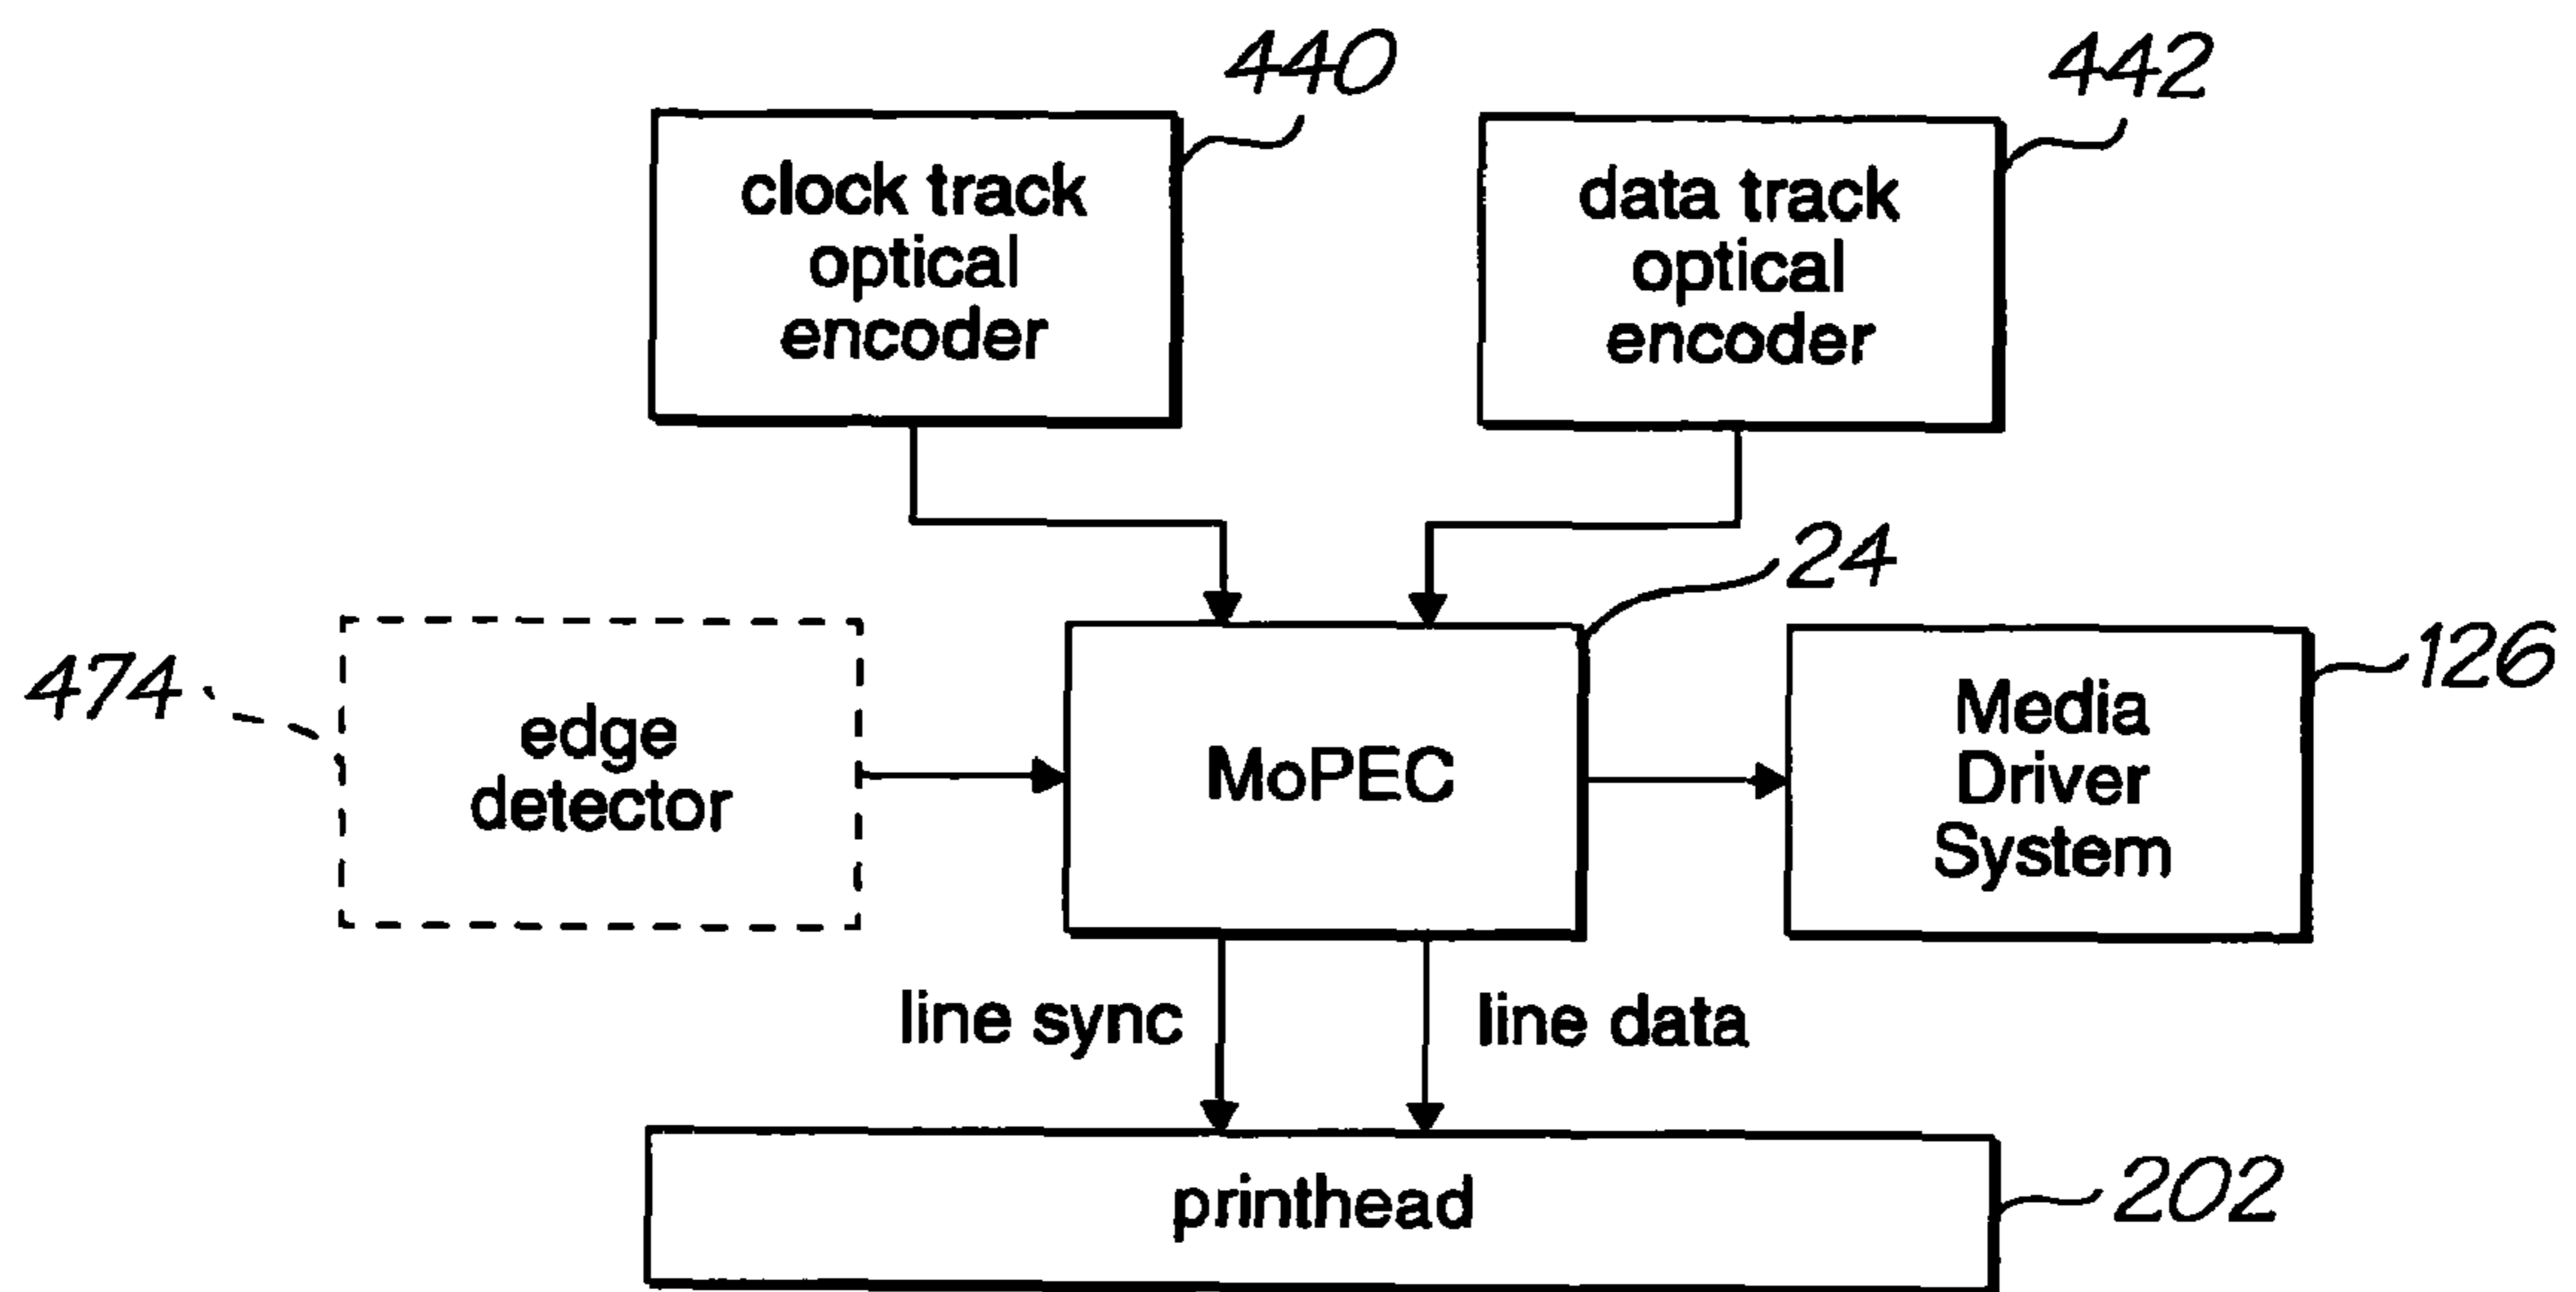 440
442
clock track
optical
encoder
data track
optical
encoder
24
474
edge
detector
MoPEC
Media
Driver
System
126
line sync
line data
printhead
202